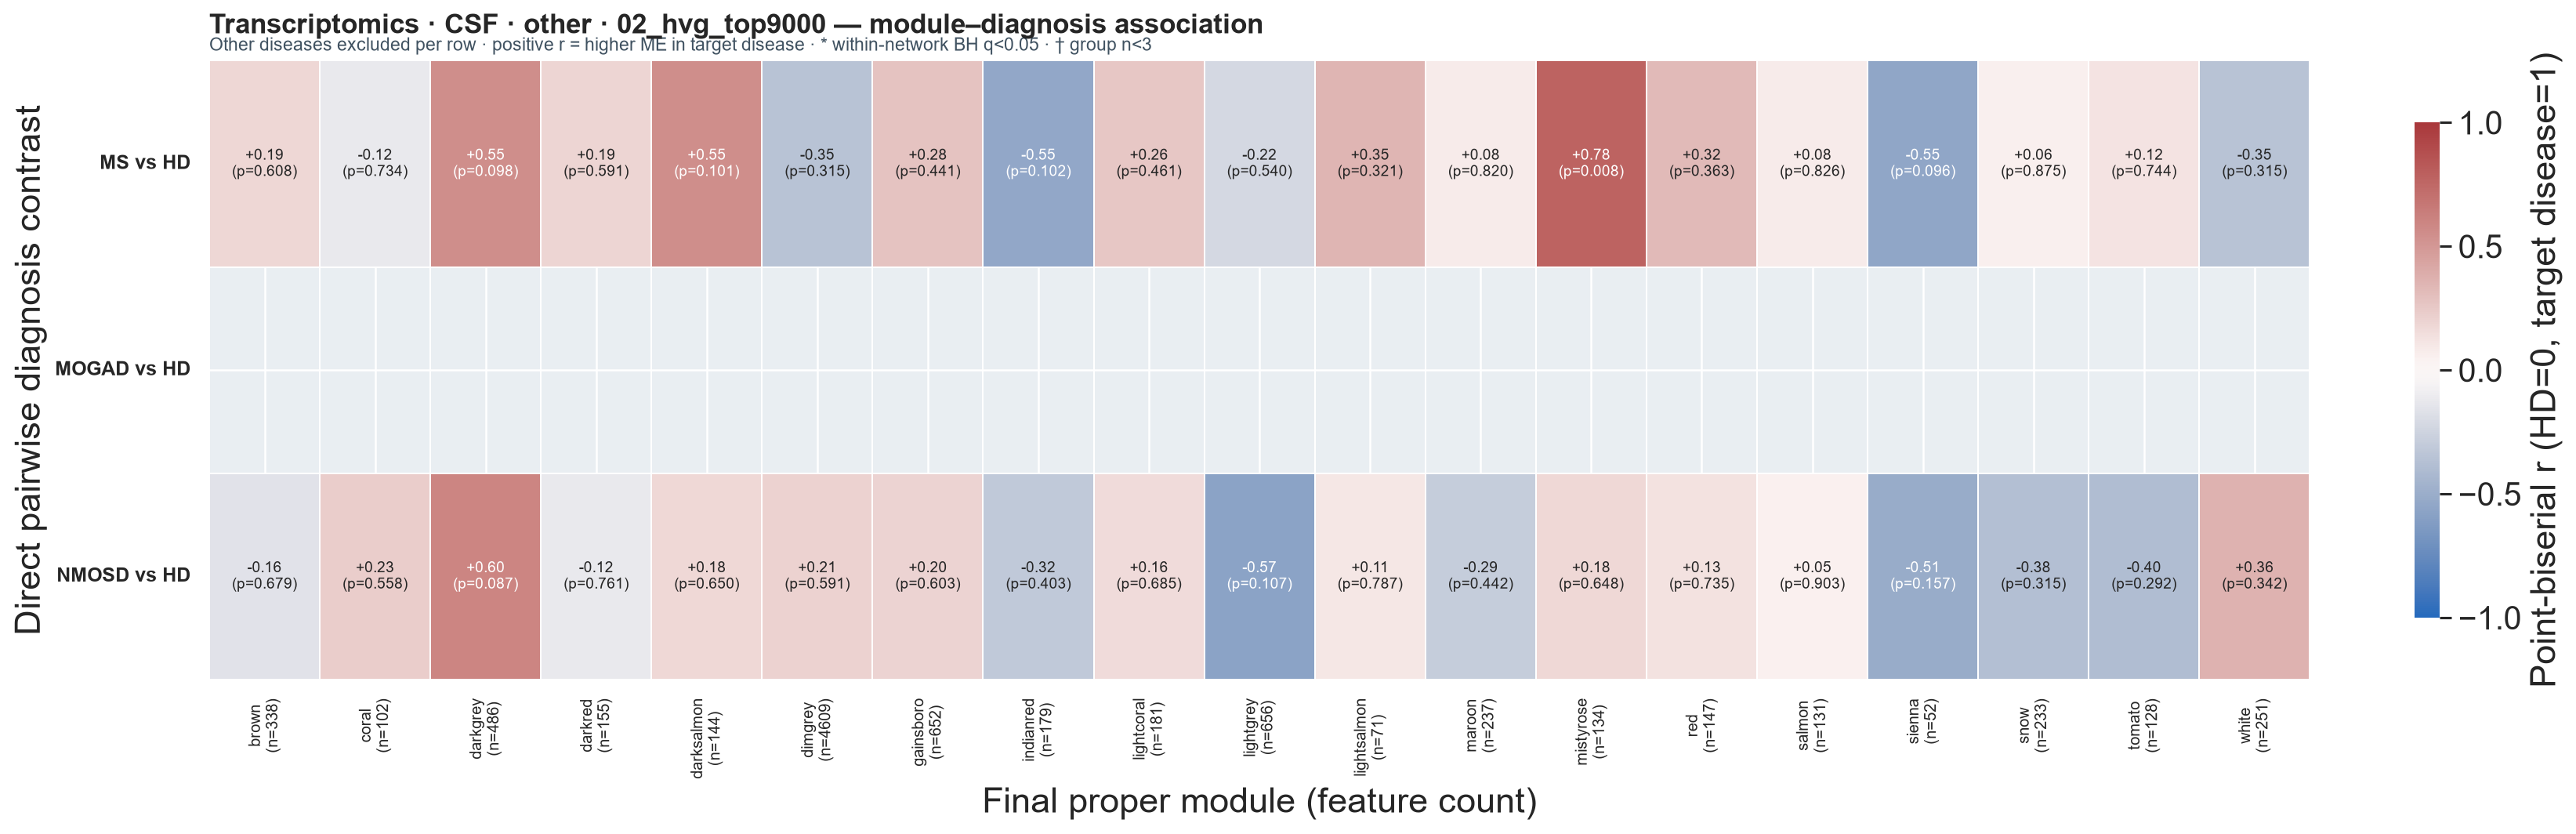 Transcriptomics · CSF · other · 02_hvg_top9000 — module–diagnosis association
Other diseases excluded per row · positive r = higher ME in target disease · * within-network BH q<0.05 · † group n<3
Direct pairwise diagnosis contrast
MS vs HD
+0.19
(p=0.608)
-0.12
(p=0.734)
+0.55
(p=0.098)
+0.19
(p=0.591)
+0.55
(p=0.101)
-0.35
(p=0.315)
+0.28
(p=0.441)
-0.55
(p=0.102)
+0.26
(p=0.461)
-0.22
(p=0.540)
+0.35
(p=0.321)
+0.08
(p=0.820)
+0.78
(p=0.008)
+0.32
(p=0.363)
+0.08
(p=0.826)
-0.55
(p=0.096)
+0.06
(p=0.875)
+0.12
(p=0.744)
-0.35
(p=0.315)
MOGAD vs HD
NMOSD vs HD
-0.16
(p=0.679)
+0.23
(p=0.558)
+0.60
(p=0.087)
-0.12
(p=0.761)
+0.18
(p=0.650)
+0.21
(p=0.591)
+0.20
(p=0.603)
-0.32
(p=0.403)
+0.16
(p=0.685)
-0.57
(p=0.107)
+0.11
(p=0.787)
-0.29
(p=0.442)
+0.18
(p=0.648)
+0.13
(p=0.735)
+0.05
(p=0.903)
-0.51
(p=0.157)
-0.38
(p=0.315)
-0.40
(p=0.292)
+0.36
(p=0.342)
brown
(n=338)
coral
(n=102)
darkgrey
(n=486)
darkred
(n=155)
darksalmon
(n=144)
dimgrey
(n=4609)
gainsboro
(n=652)
indianred
(n=179)
lightcoral
(n=181)
lightgrey
(n=656)
lightsalmon
(n=71)
maroon
(n=237)
mistyrose
(n=134)
red
(n=147)
salmon
(n=131)
sienna
(n=52)
snow
(n=233)
tomato
(n=128)
white
(n=251)
Final proper module (feature count)
1.0
0.5
0.0
−0.5
−1.0
Point-biserial r (HD=0, target disease=1)